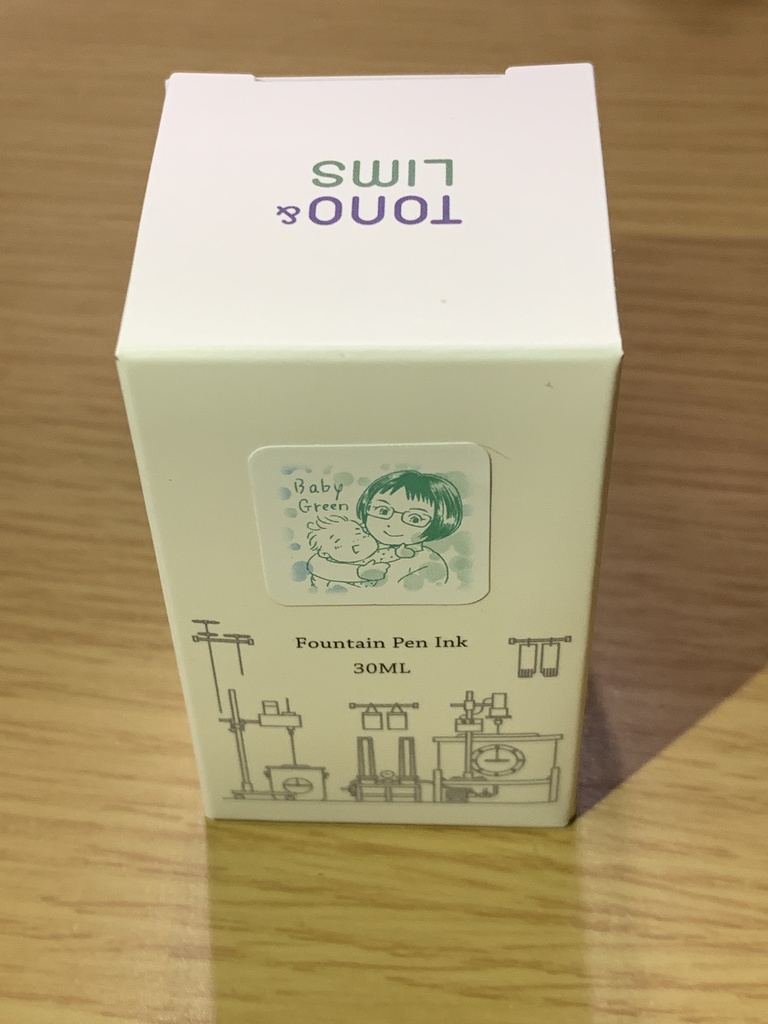 TONO &
LIMS
Baby
Green
Fountain Pen Ink
30ML